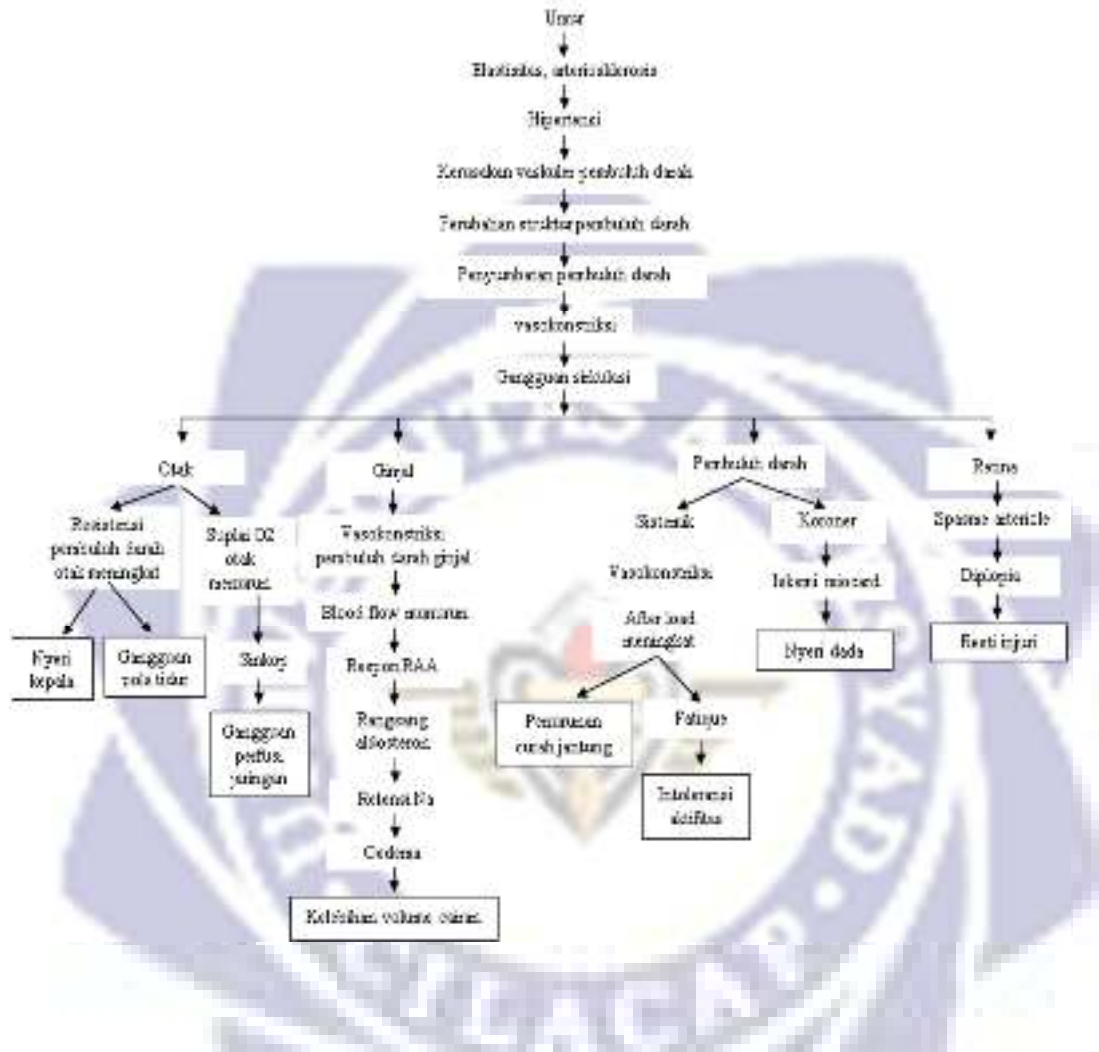 Umur
Elastisitas, arterisklerosis
Hipertensi
Kerusakan vaskuler pembuluh darah
Perubahan struktur pembuluh darah
Penyumbatan pembuluh darah
vasokonstriksi
Gangguan sirkulasi
Otak
Ginjal
Pembuluh darah
Retina
Resistensi
pembuluh darah
otak meningkat
Suplai O2
otak
menurun
Vasokonstriksi
pembuluh darah ginjal
Sistemik
Koroner
Spasme arteriole
Vasokonstriksi
Iskemi miocard
Diplopia
Blood flow menurun
After load
meningkat
Nyeri dada
Resti injuri
Nyeri
kepala
Gangguan
pola tidur
Sinkop
Respon RAA
Gangguan
perfusi
jaringan
Rangsang
aldosteron
Penurunan
curah jantung
Fatique
Retensi Na
Intoleransi
aktifitas
Oedema
Kelebihan volume cairan
CILACAP